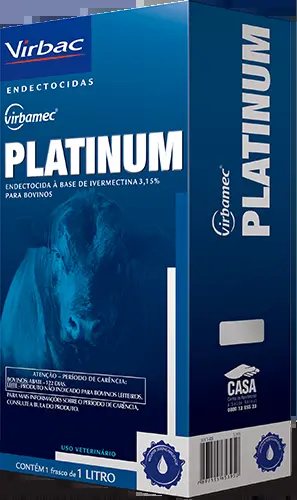 Virbac
ENDECTOCIDAS
virbamec®
PLATINUM
ENDECTOCIDA À BASE DE IVERMECTINA 3,15%
PARA BOVINOS
ATENÇÃO - PERÍODO DE CARÊNCIA:
BOVINOS: ABATE - 122 DIAS.
LEITE - PRODUTO NÃO INDICADO PARA BOVINOS LEITEIROS.
PARA MAIS INFORMAÇÕES SOBRE O PERÍODO DE CARÊNCIA,
CONSULTA A BULA DO PRODUTO.
USO VETERINÁRIO
CONTÉM 1 frasco de 1 LITRO
virbamec®
PLATINUM
CASA